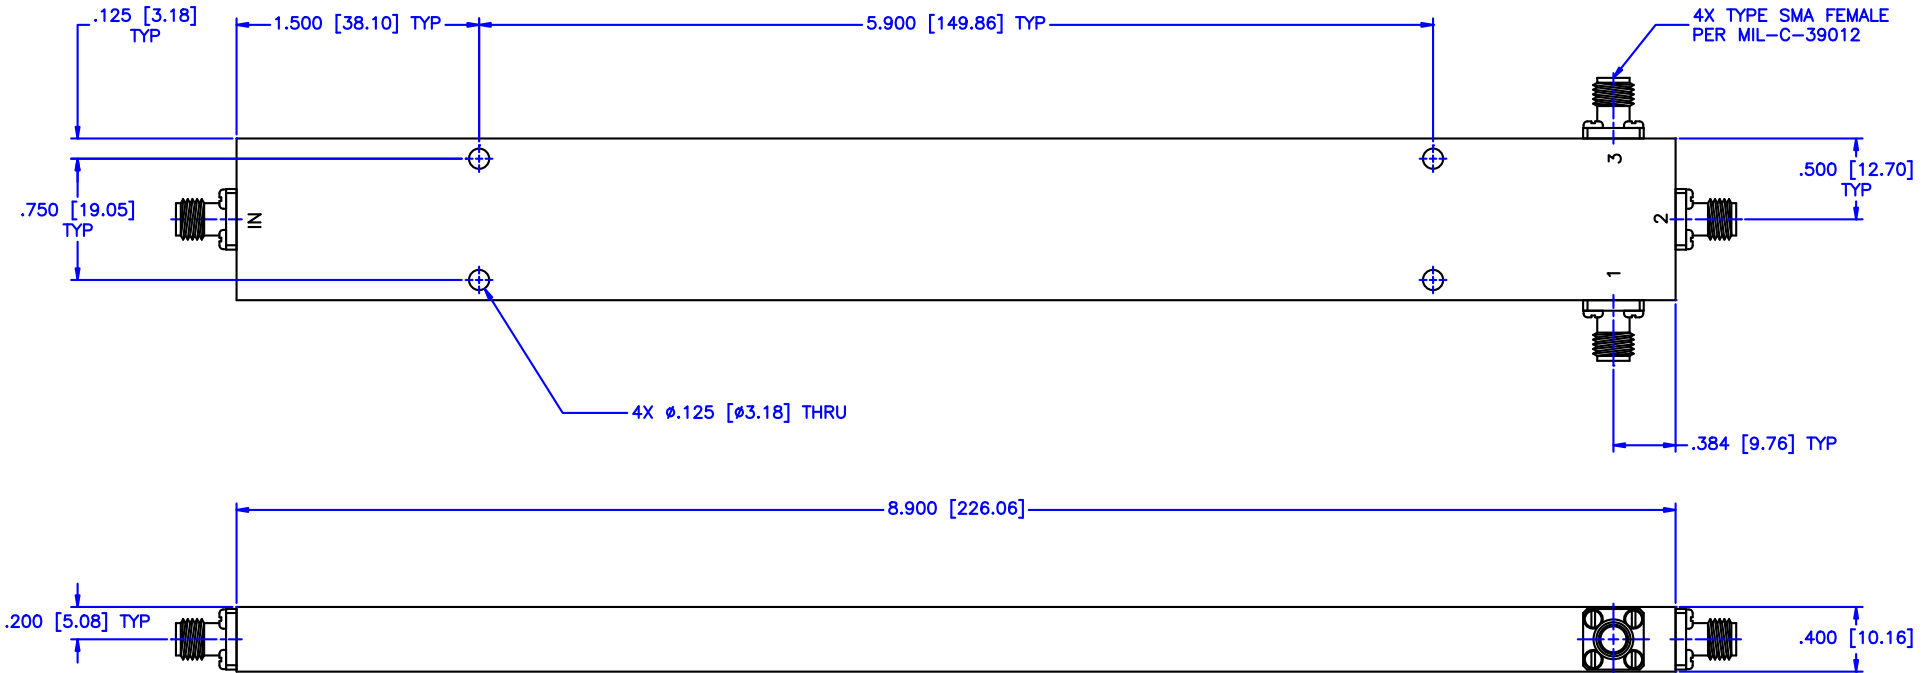 .125 [3.18]
TYP
1.500 [38.10] TYP
5.900 [149.86] TYP
4X TYPE SMA FEMALE
PER MIL-C-39012
3
.500 [12.70]
TYP
.750 [19.05]
TYP
IN
2
1
4X ø.125 [ø3.18] THRU
.384 [9.76] TYP
8.900 [226.06]
.200 [5.08] TYP
.400 [10.16]